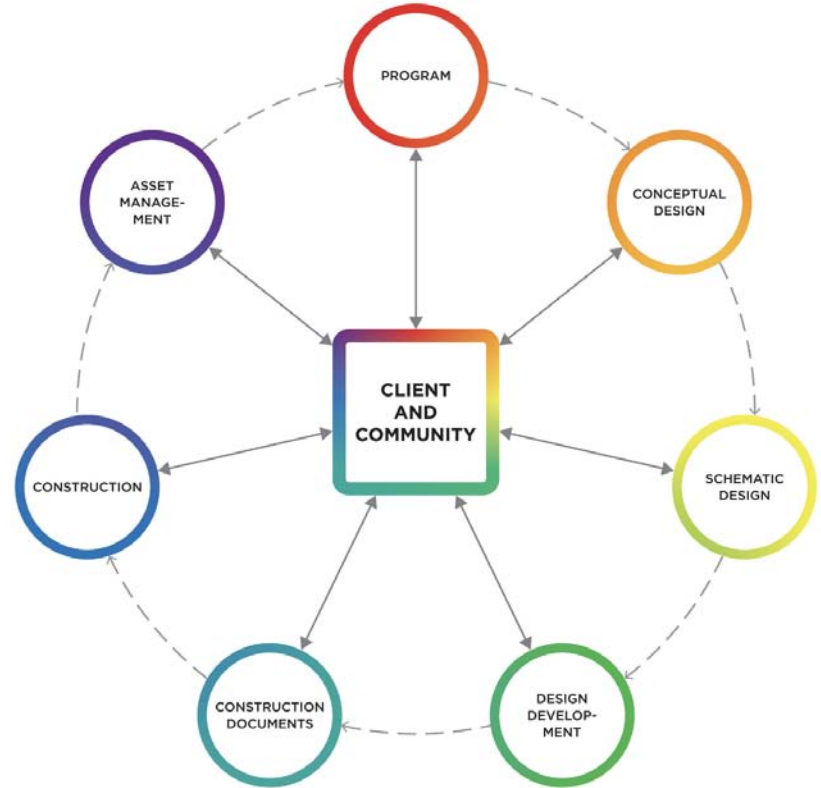 PROGRAM
CONCEPTUAL
DESIGN
SCHEMATIC
DESIGN
DESIGN
DEVELOP-
MENT
CONSTRUCTION
DOCUMENTS
CONSTRUCTION
ASSET
MANAGE-
MENT
CLIENT
AND
COMMUNITY